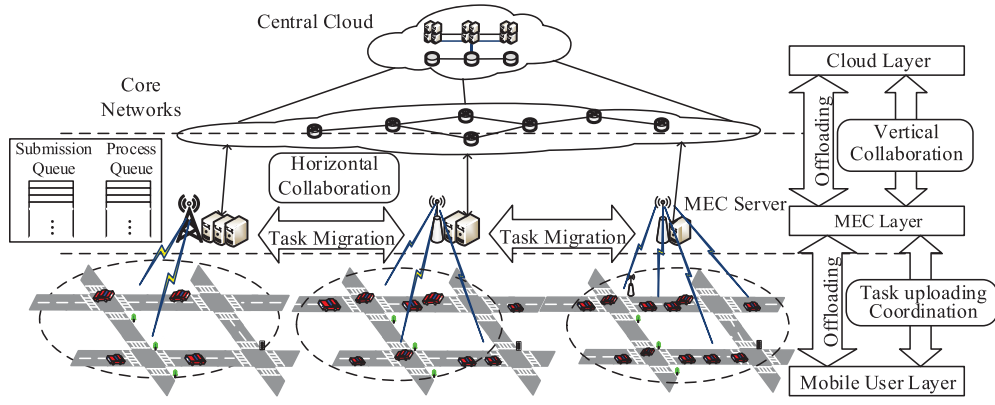 Central Cloud
Core
Networks
Submission
Queue
Process
Queue
Horizontal
Collaboration
Task Migration
Task Migration
MEC Server
Cloud Layer
Offloading
Vertical
Collaboration
MEC Layer
Offloading
Task uploading
Coordination
Mobile User Layer